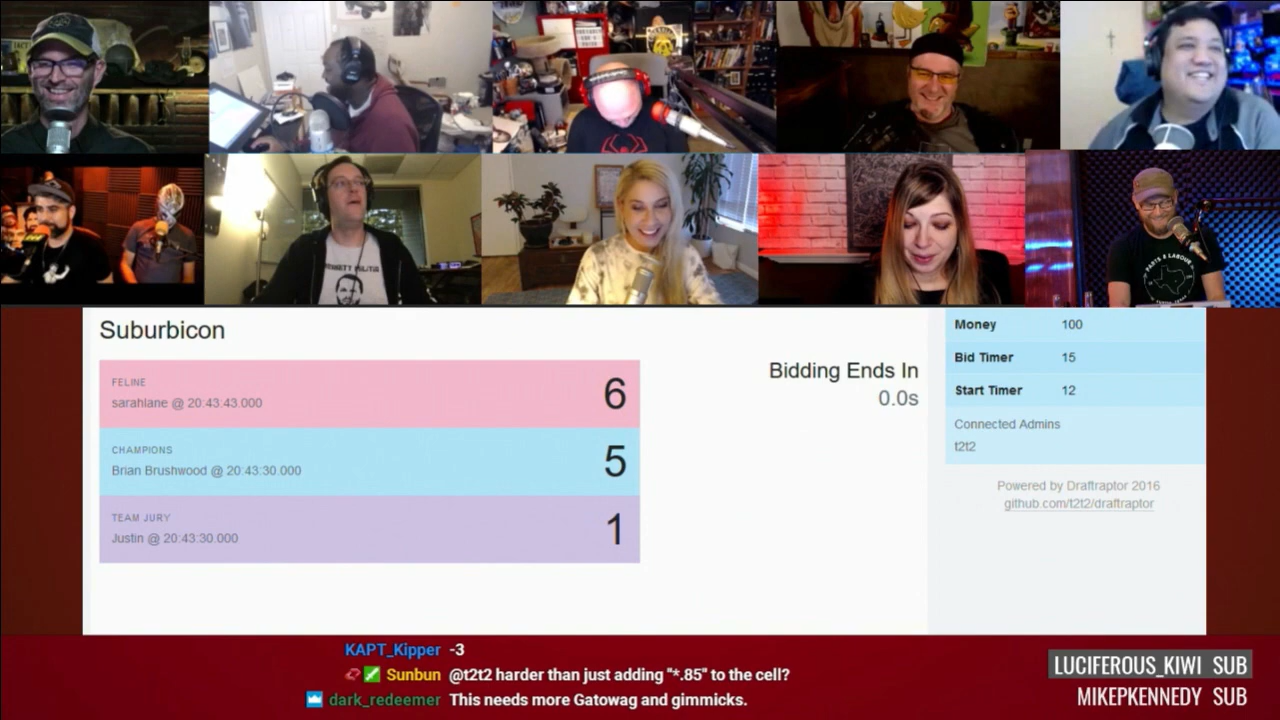 PARTS & LABOUR
Suburbicon
FELINE
sarahlane @ 20:43:43.000
6
CHAMPIONS
Brian Brushwood @ 20:43:30.000
5
TEAM JURY
Justin @ 20:43:30.000
1
Bidding Ends In
0.0s
Money 100
Bid Timer 15
Start Timer 12
Connected Admins
t2t2
Powered by Draftraptor 2016
github.com/t2t2/draftraptor
KAPT_Kipper -3
Sunbun @t2t2 harder than just adding "*.85" to the cell?
dark_redeemer This needs more Gatowag and gimmicks.
LUCIFEROUS_KIWI SUB
MIKEPKENNEDY SUB